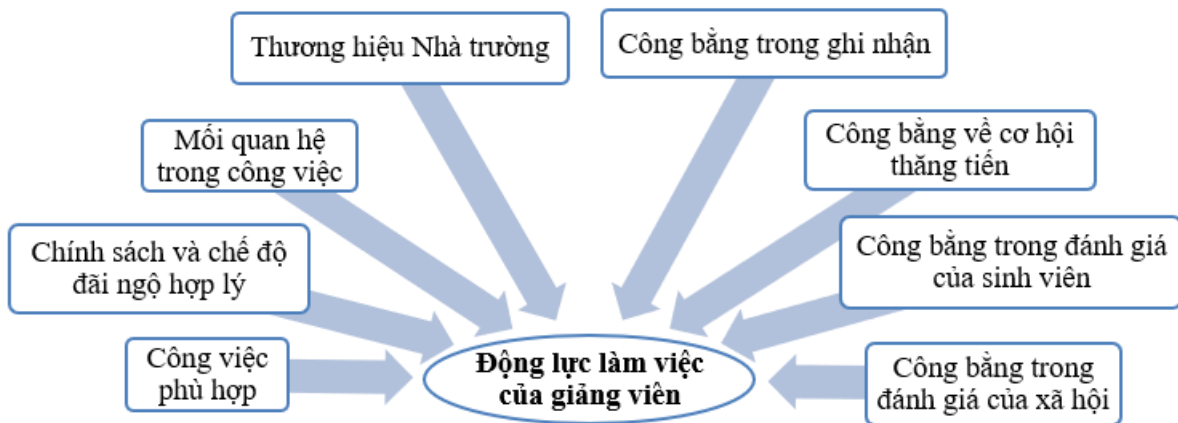 Thương hiệu Nhà trường
Công bằng trong ghi nhận
Mối quan hệ
trong công việc
Công bằng về cơ hội
thăng tiến
Chính sách và chế độ
đãi ngộ hợp lý
Công bằng trong đánh giá
của sinh viên
Công việc
phù hợp
Động lực làm việc
của giảng viên
Công bằng trong
đánh giá của xã hội